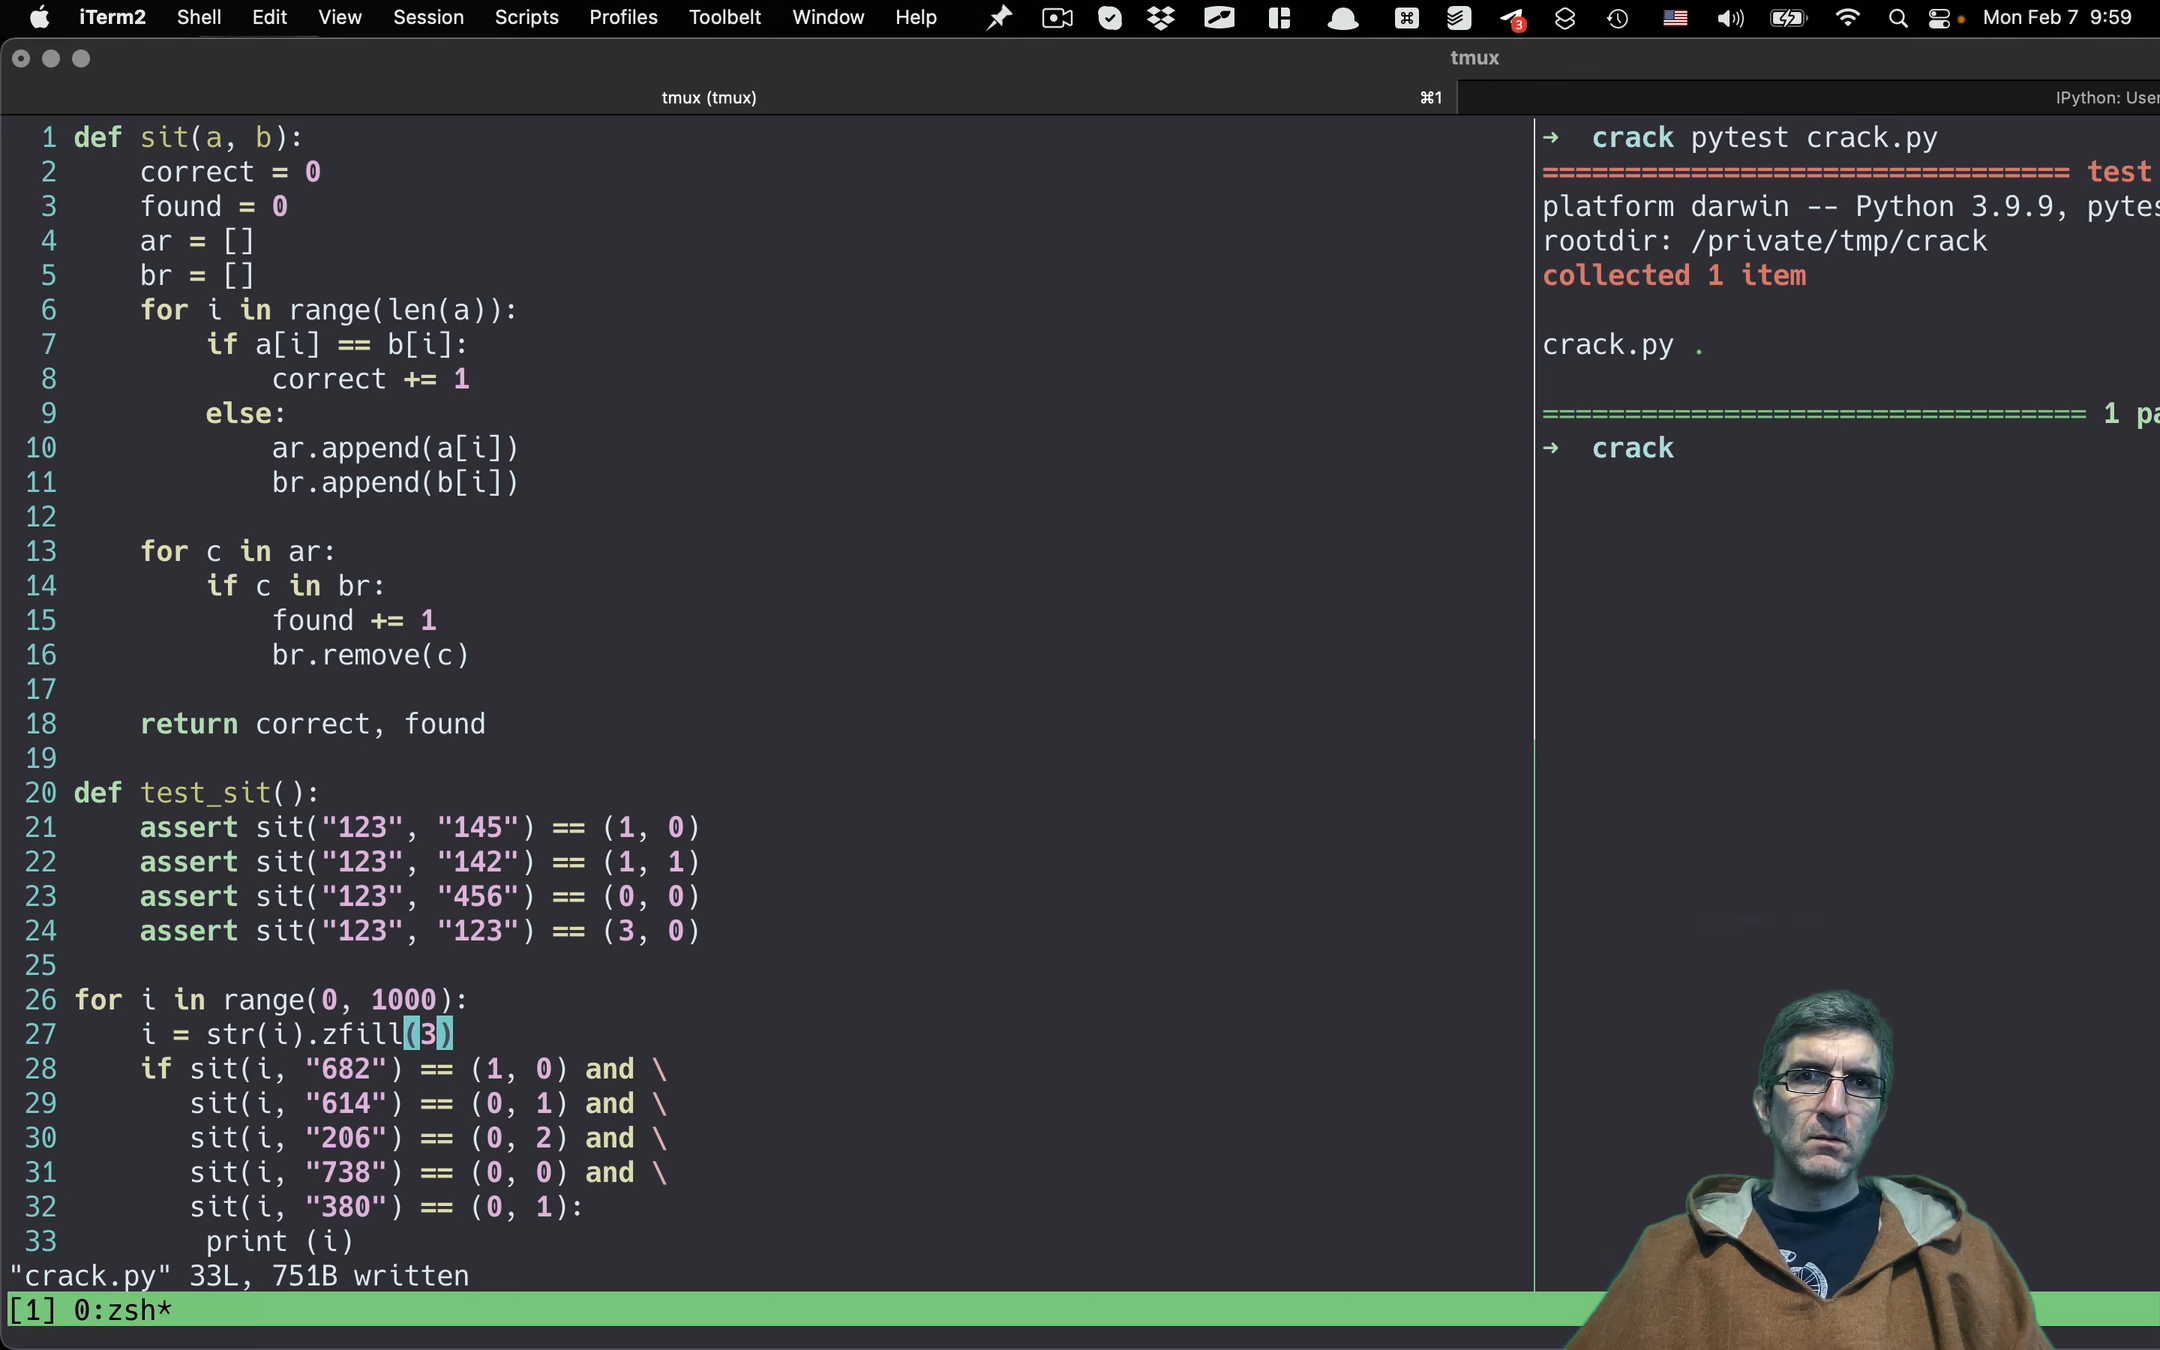 iTerm2 Shell Edit View Session Scripts Profiles Toolbelt Window Help 3 Mon Feb 7 9:59
tmux
tmux (tmux) ⌘1 IPython: User
1 def sit(a, b):
2     correct = 0
3     found = 0
4     ar = []
5     br = []
6     for i in range(len(a)):
7         if a[i] == b[i]:
8             correct += 1
9         else:
10             ar.append(a[i])
11             br.append(b[i])
12
13     for c in ar:
14         if c in br:
15             found += 1
16             br.remove(c)
17
18     return correct, found
19
20 def test_sit():
21     assert sit("123", "145") == (1, 0)
22     assert sit("123", "142") == (1, 1)
23     assert sit("123", "456") == (0, 0)
24     assert sit("123", "123") == (3, 0)
25
26 for i in range(0, 1000):
27     i = str(i).zfill(3)
28     if sit(i, "682") == (1, 0) and \
29        sit(i, "614") == (0, 1) and \
30        sit(i, "206") == (0, 2) and \
31        sit(i, "738") == (0, 0) and \
32        sit(i, "380") == (0, 1):
33         print (i)
"crack.py" 33L, 751B written
[1] 0:zsh*
→ crack pytest crack.py
================================ test
platform darwin -- Python 3.9.9, pytes
rootdir: /private/tmp/crack
collected 1 item
crack.py .
================================= 1 pa
→ crack